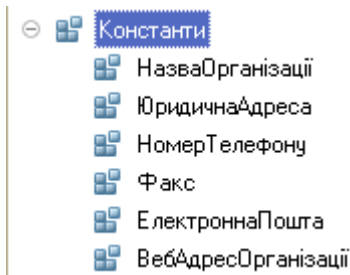 Константи
НазваОрганізації
ЮридичнаАдреса
НомерТелефону
Факс
ЕлектроннаПошта
ВебАдресОрганізації